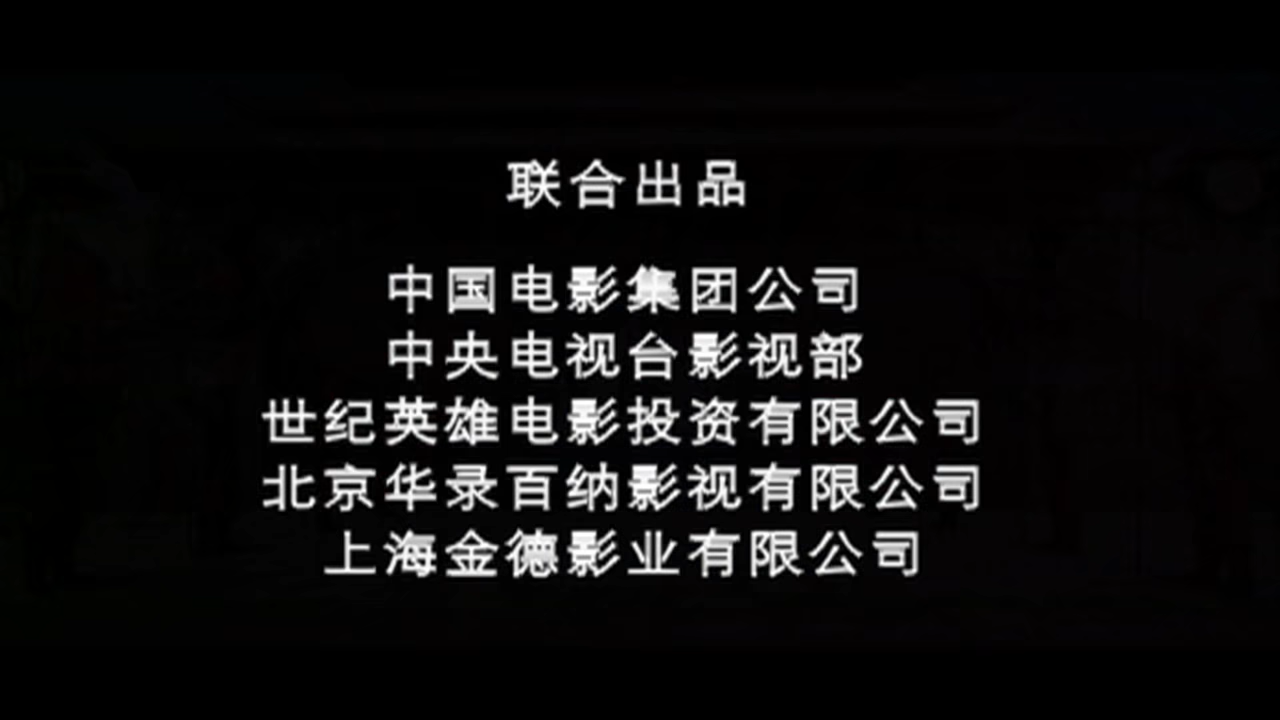 联合出品
中国电影集团公司
中央电视台影视部
世纪英雄电影投资有限公司
北京华录百纳影视有限公司
上海金德影业有限公司